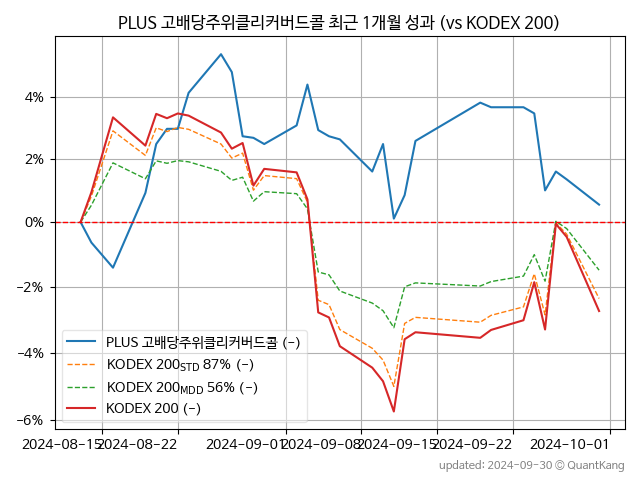 PLUS 고배당주위클리커버드콜 최근 1개월 성과 (vs KODEX 200)
4%
2%
0%
−2%
−4%
−6%
PLUS 고배당주위클리커버드콜 (-)
KODEX 200STD 87% (-)
KODEX 200MDD 56% (-)
KODEX 200 (-)
2024-08-15 2024-08-22 2024-09-01 2024-09-08 2024-09-15 2024-09-22 2024-10-01
updated: 2024-09-30 © QuantKang